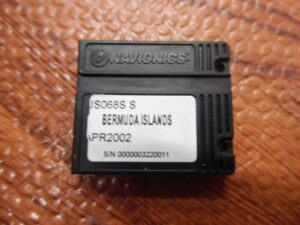 NAVIONICS
US068S S
BERMUDA ISLANDS
APR2002
S/N 0000003220011